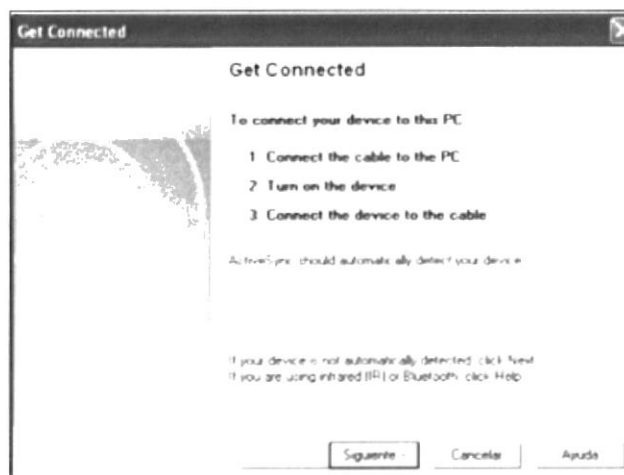 Get Connected
Get Connected
To connect your device to this PC
1 Connect the cable to the PC
2 Turn on the device
3 Connect the device to the cable
ActiveSync should automatically detect your device
If your device is not automatically detected, click Next
If you are using infrared (IR) or Bluetooth, click Help
Siguiente
Cancelar
Ayuda